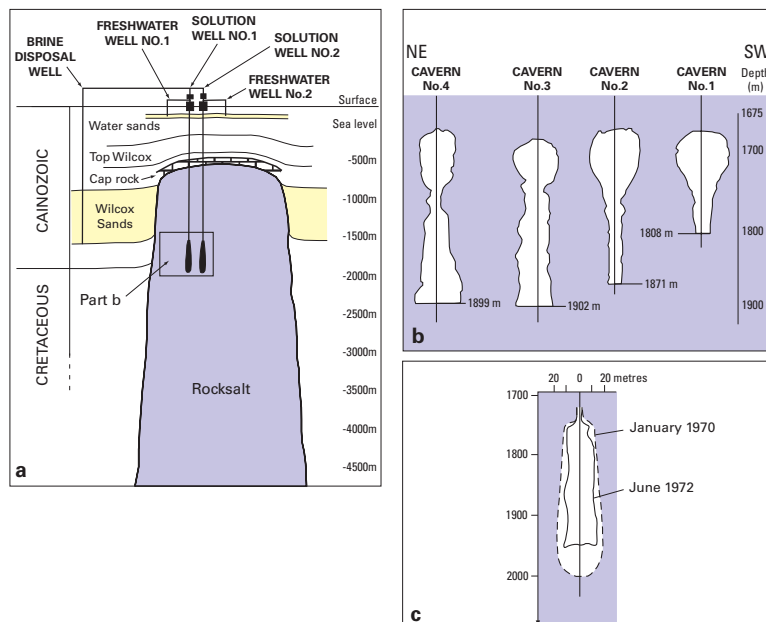 BRINE
DISPOSAL
WELL
FRESHWATER
WELL NO.1
SOLUTION
WELL NO.1
SOLUTION
WELL NO.2
FRESHWATER
WELL No.2
Surface
Sea level
Water sands
Top Wilcox
Cap rock
Wilcox
Sands
CAINOZOIC
CRETACEOUS
Part b
Rocksalt
-500m
-1000m
-1500m
-2000m
-2500m
-3000m
-3500m
-4000m
-4500m
a
NE
SW
CAVERN
No.4
CAVERN
No.3
CAVERN
No.2
CAVERN
No.1
Depth
(m)
1675
1700
1800
1900
1899 m
1902 m
1871 m
1808 m
b
20 0 20 metres
1700
1800
1900
2000
January 1970
June 1972
c